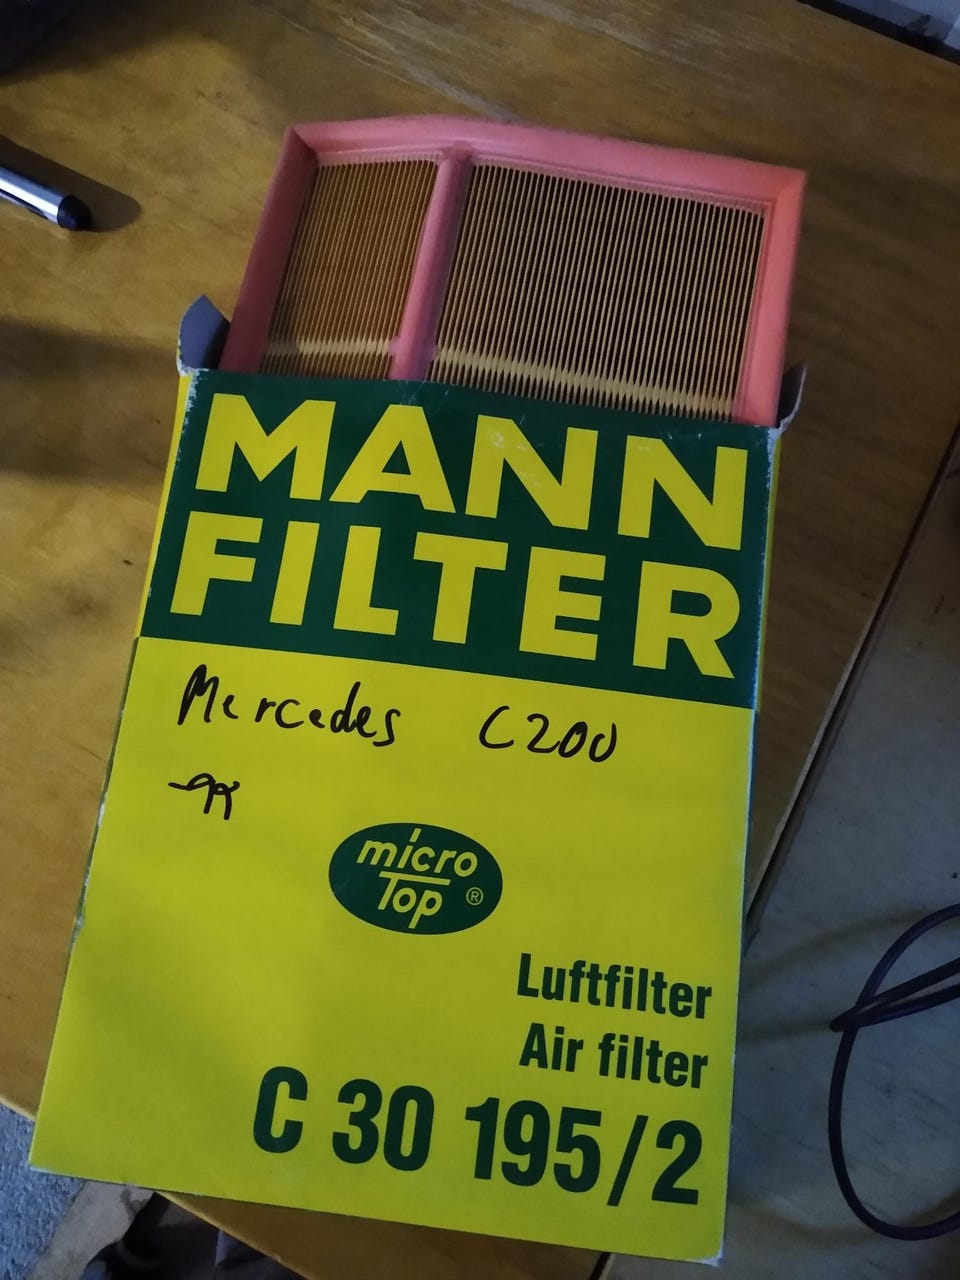 MANN
FILTER
Mercedes C200
micro
Top ®
Luftfilter
Air filter
C 30 195/2